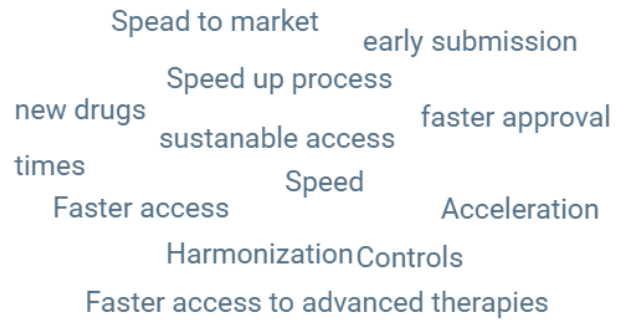 Spead to market
early submission
Speed up process
new drugs
faster approval
sustanable access
times
Speed
Faster access
Acceleration
Harmonization
Controls
Faster access to advanced therapies